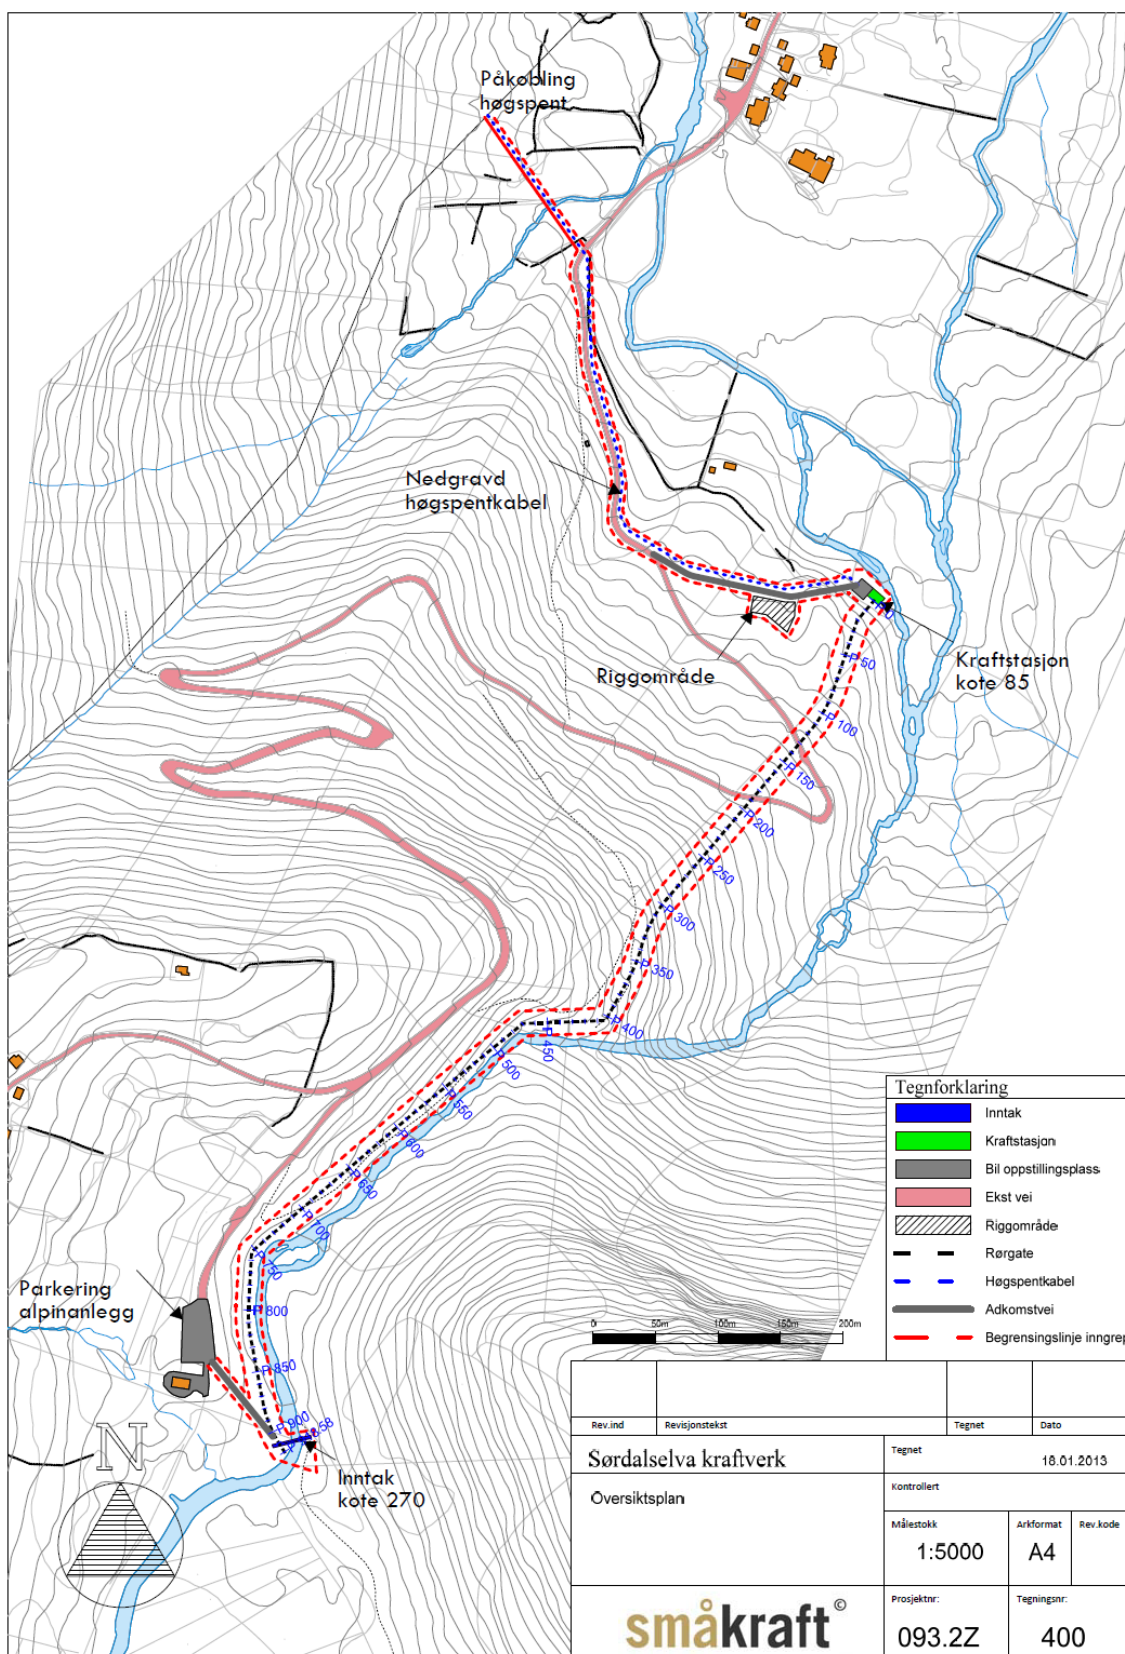 Påkobling
høgspent
Nedgravd
høgspentkabel
Riggområde
Kraftstasjon
kote 85
P 0
P 50
P 100
P 150
P 200
P 250
P 300
P 350
P 400
P 450
P 500
P 550
P 600
P 650
P 700
P 750
P 800
P 850
P 900
Parkering
alpinanlegg
Inntak
kote 270
N
Tegnforklaring
Inntak
Kraftstasjon
Bil oppstillingsplass
Ekst vei
Riggområde
Rørgate
Høgspentkabel
Adkomstvei
Begrensingslinje inngrep
0 50m 100m 150m 200m
Rev.ind Revisjonstekst Tegnet Dato
Sørdalselva kraftverk
Oversiktsplan
Tegnet
18.01.2013
Kontrollert
Målestokk Arkformat Rev.kode
1:5000 A4
Prosjektnr: Tegningsnr:
093.2Z 400
småkraft©